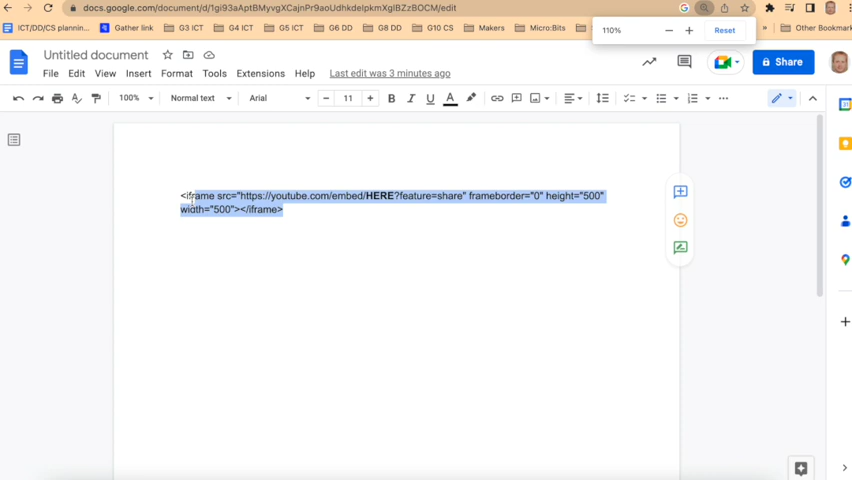 docs.google.com/document/d/1gi93aAptBMyvgXCajnPr9aoUdhkdeIpkmXglBZzBOCM/edit
ICT/DD/CS plannin... Gather link G3 ICT G4 ICT G5 ICT G6 DD G8 DD G10 CS Makers Micro:Bits » Other Bookmark
110% − + Reset
Untitled document
File Edit View Insert Format Tools Extensions Help Last edit was 3 minutes ago
Share
100% Normal text Arial − 11 + B I U A
<iframe src="https://youtube.com/embed/HERE?feature=share" frameborder="0" height="500"
width="500"></iframe>